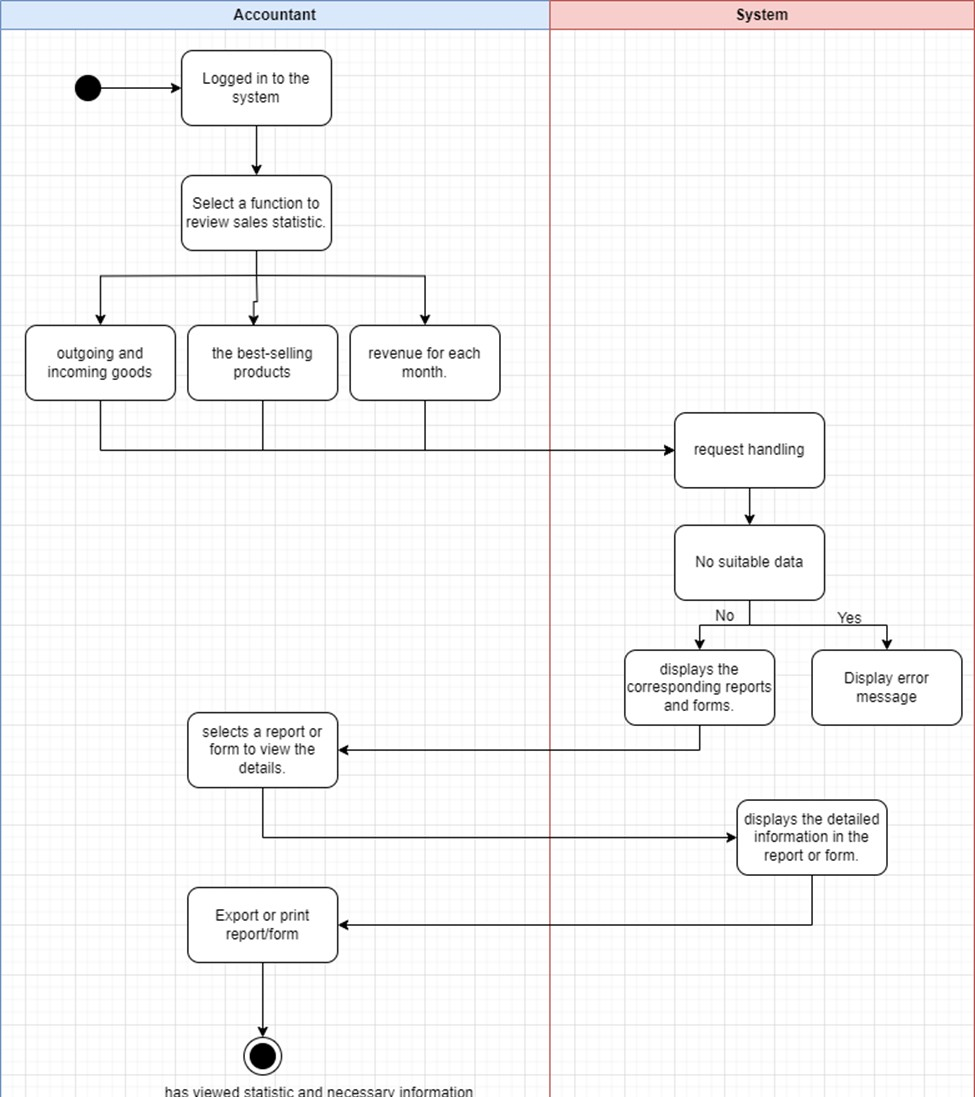 Accountant
System
Logged in to the
system
Select a function to
review sales statistic.
outgoing and
incoming goods
the best-selling
products
revenue for each
month.
request handling
No suitable data
No
Yes
displays the
corresponding reports
and forms.
Display error
message
selects a report or
form to view the
details.
displays the detailed
information in the
report or form.
Export or print
report/form
has viewed statistic and necessary information